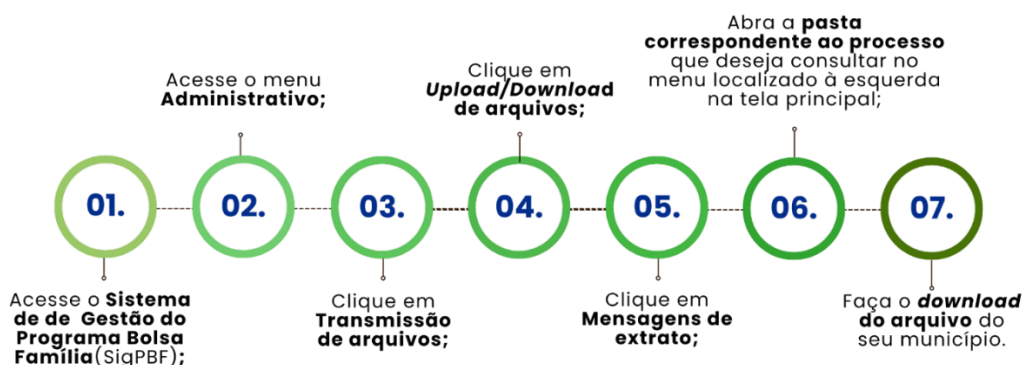 01.
Acesse o Sistema
de de Gestão do
Programa Bolsa
Família(SigPBF);
02.
Acesse o menu
Administrativo;
03.
Clique em
Transmissão
de arquivos;
04.
Clique em
Upload/Download
de arquivos;
05.
Clique em
Mensagens de
extrato;
06.
Abra a pasta
correspondente ao processo
que deseja consultar no
menu localizado à esquerda
na tela principal;
07.
Faça o download
do arquivo do
seu município.